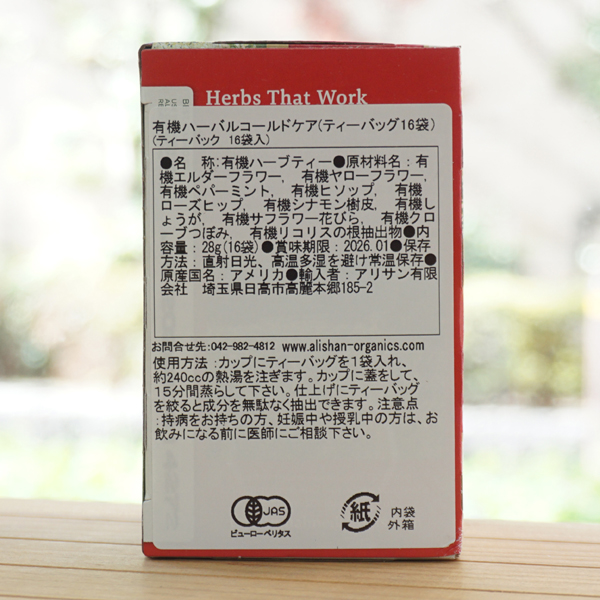 Herbs That Work
有機ハーバルコールドケア(ティーバッグ16袋)
(ティーバック 16袋入)
●名 称:有機ハーブティー●原材料名:有
機エルダーフラワー, 有機ヤローフラワー,
有機ペパーミント, 有機ヒソップ, 有機
ローズヒップ, 有機シナモン樹皮, 有機し
ょうが, 有機サフラワー花びら, 有機クロ
ーブつぼみ, 有機リコリスの根抽出物●内
容量:28g(16袋)●賞味期限:2026.01●保存
方法:直射日光、高温多湿を避け常温保存●
原産国名:アメリカ●輸入者:アリサン有限
会社 埼玉県日高市高麗本郷185-2
お問合せ先:042-982-4812 www.alishan-organics.com
使用方法:カップにティーバッグを1袋入れ、
約240ccの熱湯を注ぎます。カップに蓋をして、
15分間蒸らして下さい。仕上げにティーバッグ
を絞ると成分を無駄なく抽出できます。注意点
:持病をお持ちの方、妊娠中や授乳中の方は、お
飲みになる前に医師にご相談下さい。
JAS
ビューローベリタス
紙
内袋
外箱